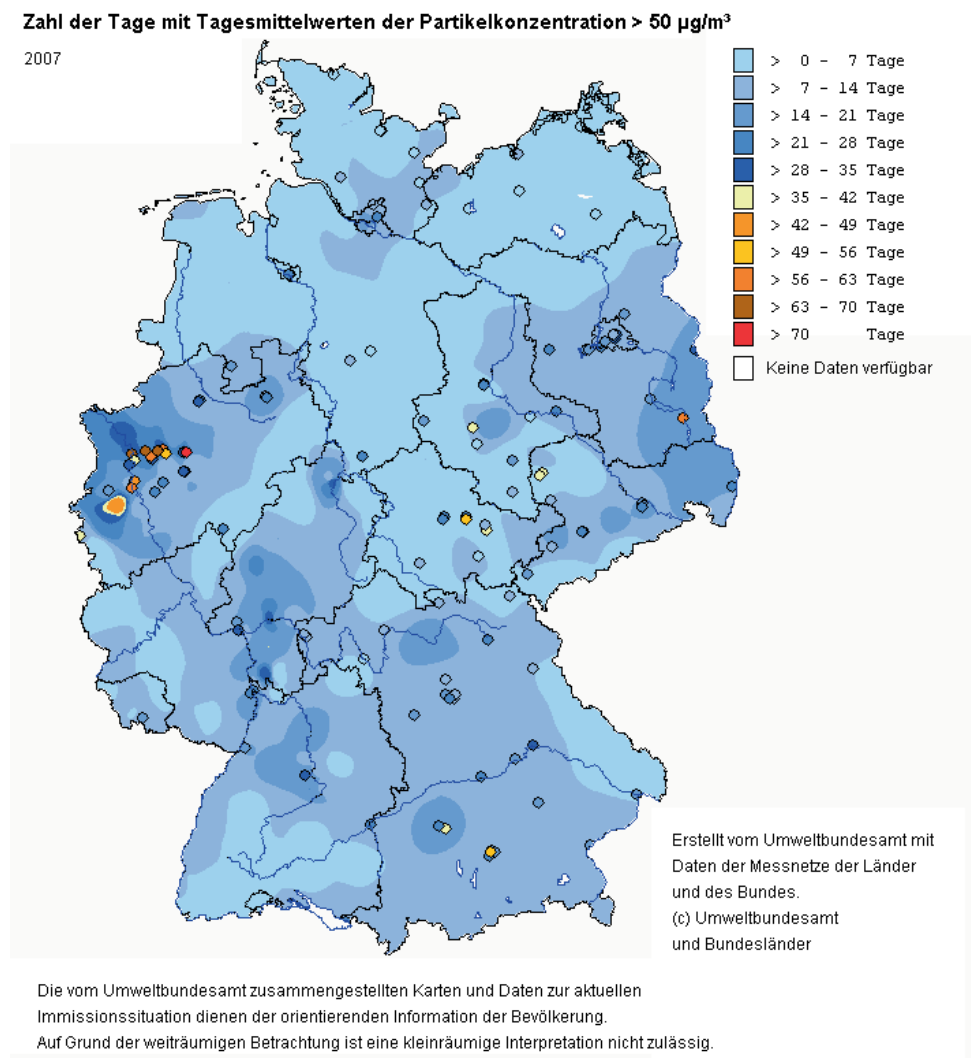 Zahl der Tage mit Tagesmittelwerten der Partikelkonzentration > 50 µg/m³
2007
> 0 - 7 Tage
> 7 - 14 Tage
> 14 - 21 Tage
> 21 - 28 Tage
> 28 - 35 Tage
> 35 - 42 Tage
> 42 - 49 Tage
> 49 - 56 Tage
> 56 - 63 Tage
> 63 - 70 Tage
> 70 Tage
Keine Daten verfügbar
Erstellt vom Umweltbundesamt mit
Daten der Messnetze der Länder
und des Bundes.
(c) Umweltbundesamt
und Bundesländer
Die vom Umweltbundesamt zusammengestellten Karten und Daten zur aktuellen
Immissionssituation dienen der orientierenden Information der Bevölkerung.
Auf Grund der weiträumigen Betrachtung ist eine kleinräumige Interpretation nicht zulässig.